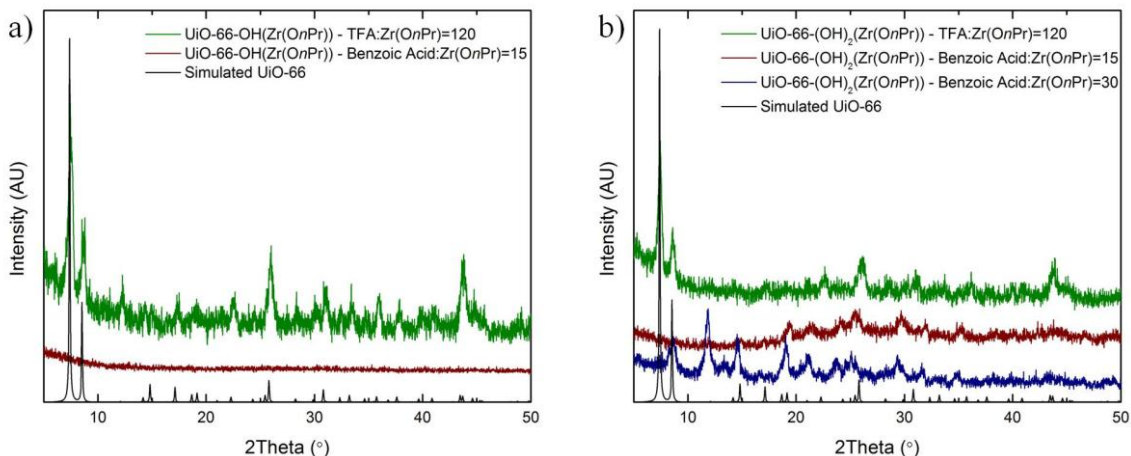 a)
UiO-66-OH(Zr(OnPr)) - TFA:Zr(OnPr)=120
UiO-66-OH(Zr(OnPr)) - Benzoic Acid:Zr(OnPr)=15
Simulated UiO-66
Intensity (AU)
10 20 30 40 50
2Theta (°)
b)
UiO-66-(OH)₂(Zr(OnPr)) - TFA:Zr(OnPr)=120
UiO-66-(OH)₂(Zr(OnPr)) - Benzoic Acid:Zr(OnPr)=15
UiO-66-(OH)₂(Zr(OnPr)) - Benzoic Acid:Zr(OnPr)=30
Simulated UiO-66
Intensity (AU)
10 20 30 40 50
2Theta (°)